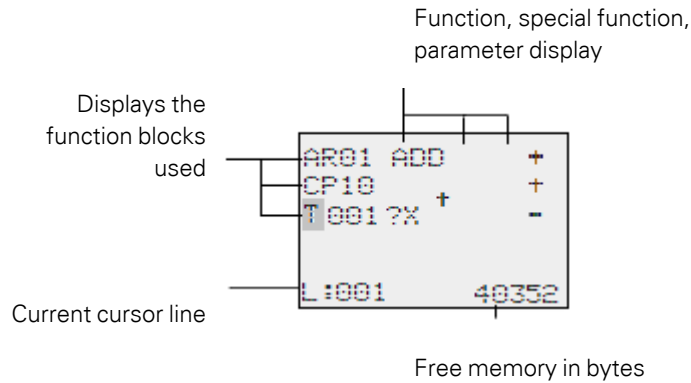 Function, special function,
parameter display
Displays the
function blocks
used
AR01 ADD +
CP10 +
T 001 ?X -
L:001 40352
Current cursor line
Free memory in bytes